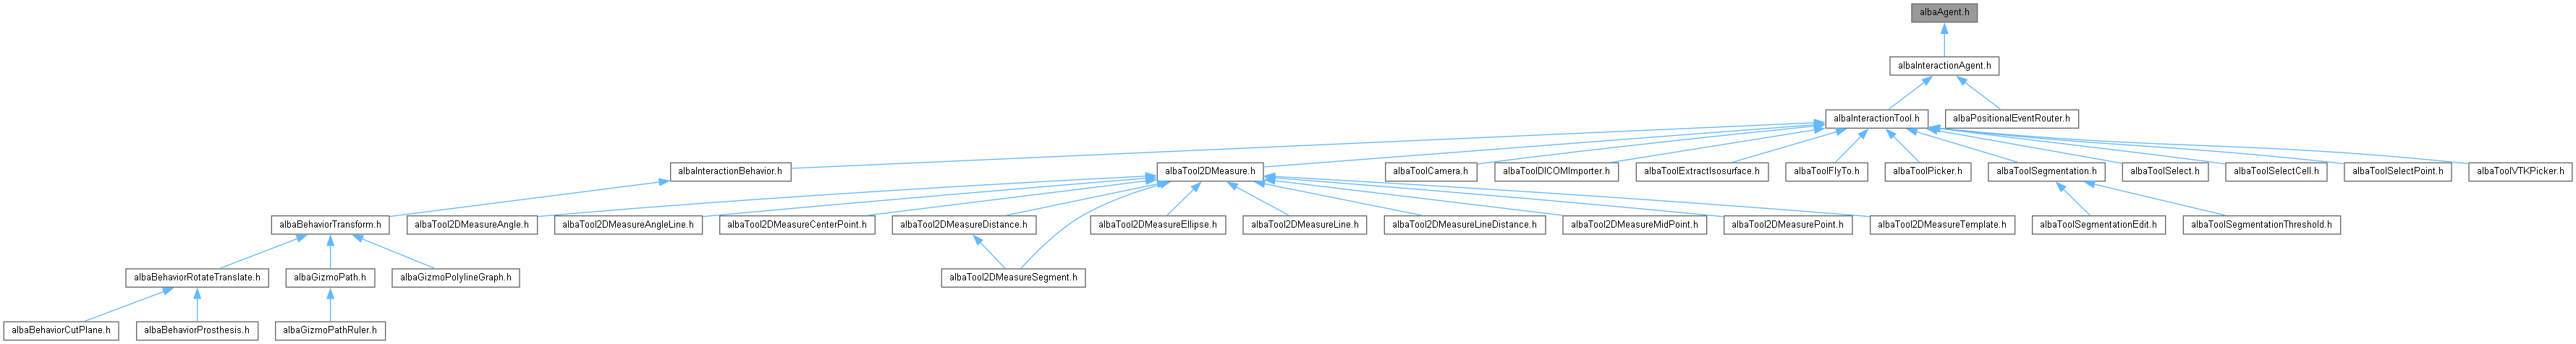 albaAgent.h
albaInteractionAgent.h
albaInteractionTool.h
albaPositionalEventRouter.h
albaInteractionBehavior.h
albaTool2DMeasure.h
albaToolCamera.h
albaToolDICOMImporter.h
albaToolExtractIsosurface.h
albaToolFlyTo.h
albaToolPicker.h
albaToolSegmentation.h
albaToolSelect.h
albaToolSelectCell.h
albaToolSelectPoint.h
albaToolVTKPicker.h
albaBehaviorTransform.h
albaTool2DMeasureAngle.h
albaTool2DMeasureAngleLine.h
albaTool2DMeasureCenterPoint.h
albaTool2DMeasureDistance.h
albaTool2DMeasureEllipse.h
albaTool2DMeasureLine.h
albaTool2DMeasureLineDistance.h
albaTool2DMeasureMidPoint.h
albaTool2DMeasurePoint.h
albaTool2DMeasureTemplate.h
albaToolSegmentationEdit.h
albaToolSegmentationThreshold.h
albaBehaviorRotateTranslate.h
albaGizmoPath.h
albaGizmoPolylineGraph.h
albaTool2DMeasureSegment.h
albaBehaviorCutPlane.h
albaBehaviorProsthesis.h
albaGizmoPathRuler.h